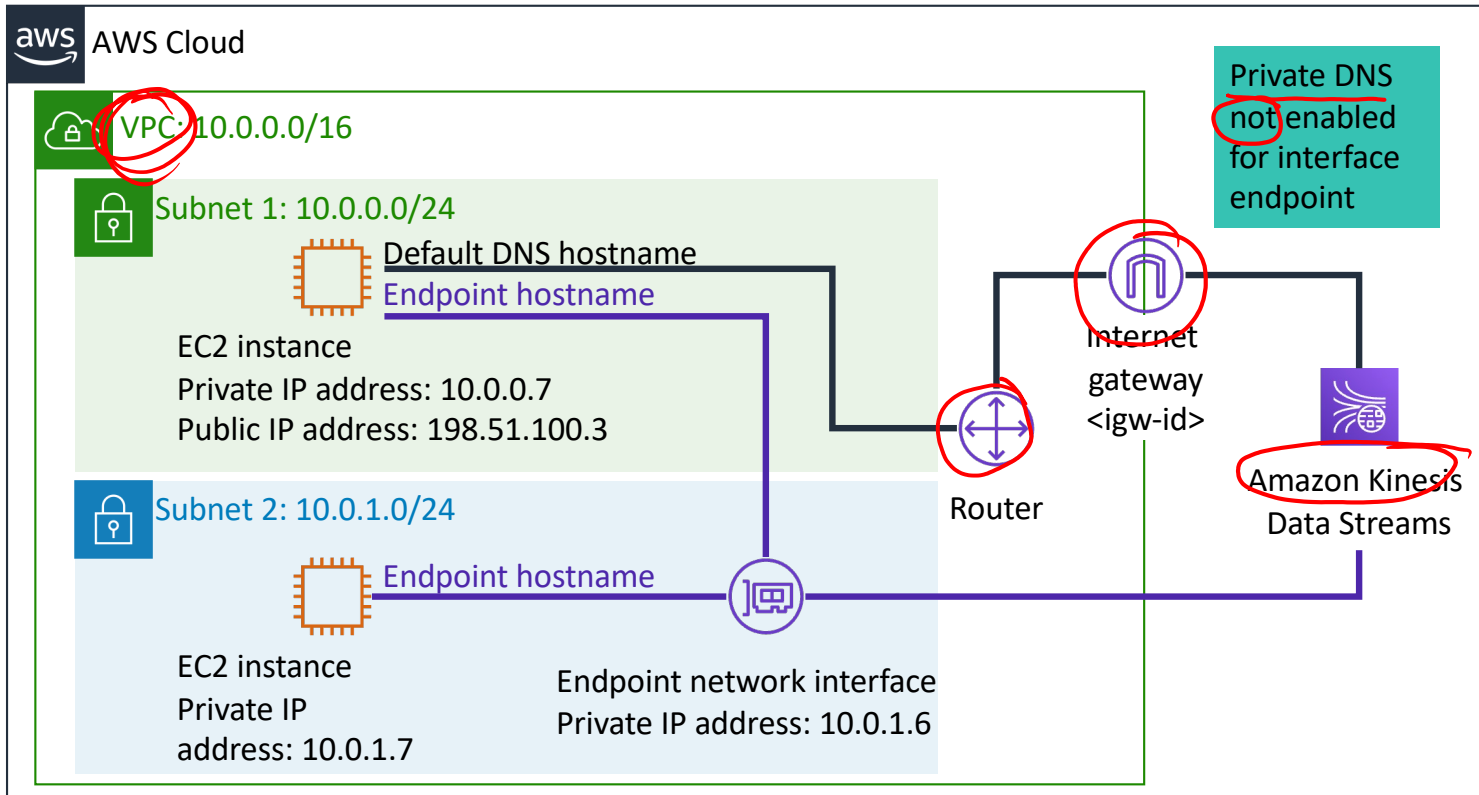 aws
AWS Cloud
Private DNS
not enabled
for interface
endpoint
VPC: 10.0.0.0/16
Subnet 1: 10.0.0.0/24
Default DNS hostname
Endpoint hostname
EC2 instance
Private IP address: 10.0.0.7
Public IP address: 198.51.100.3
Internet
gateway
<igw-id>
Router
Amazon Kinesis
Data Streams
Subnet 2: 10.0.1.0/24
Endpoint hostname
EC2 instance
Private IP
address: 10.0.1.7
Endpoint network interface
Private IP address: 10.0.1.6